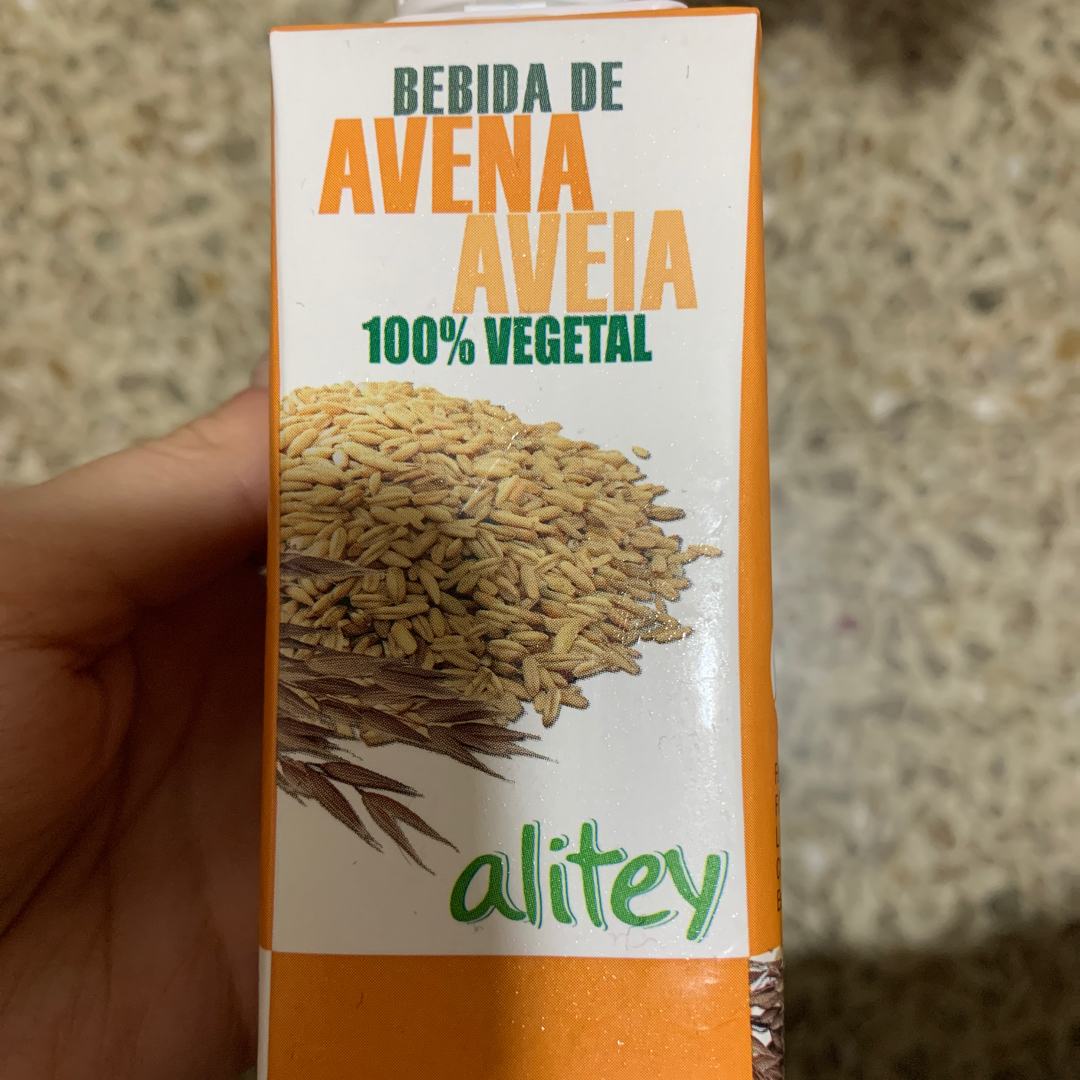 BEBIDA DE
AVENA
AVEIA
100% VEGETAL
alitey